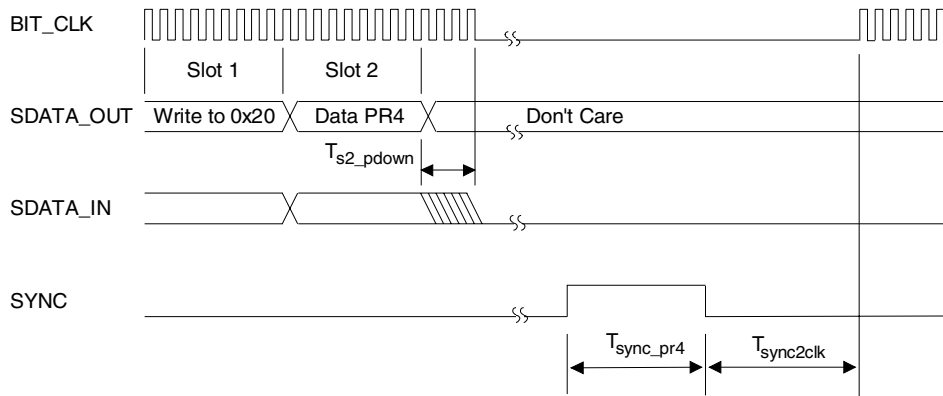 BIT_CLK
Slot 1 Slot 2
SDATA_OUT Write to 0x20 Data PR4 Don't Care
Ts2_pdown
SDATA_IN
SYNC
Tsync_pr4 Tsync2clk